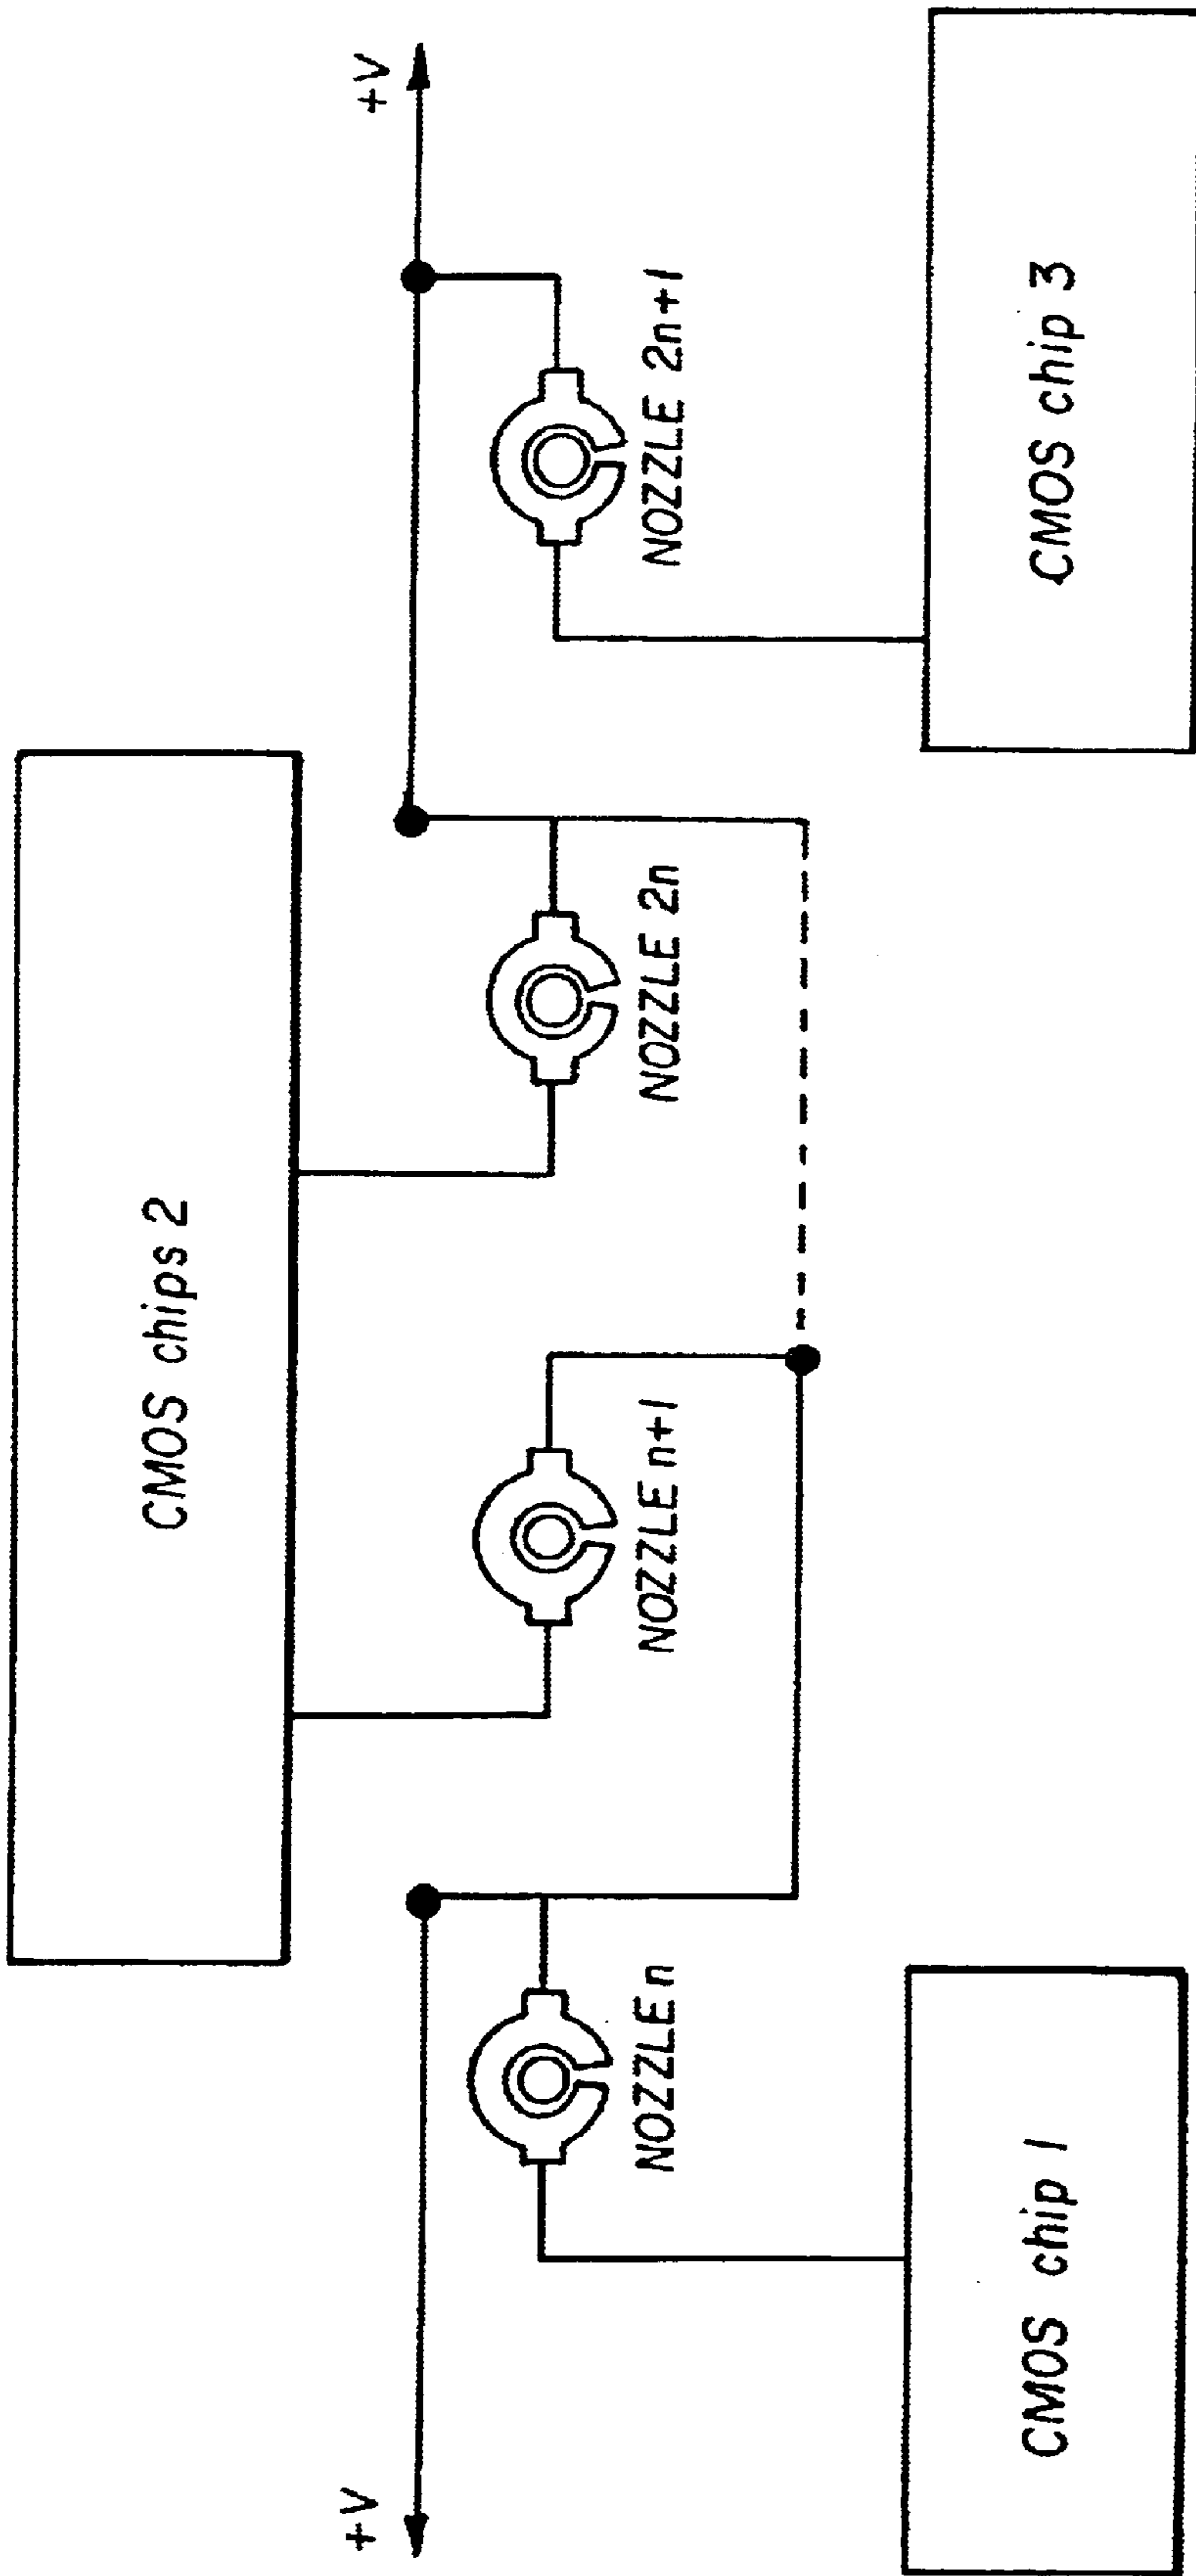 CMOS chips 2
+V
+V
NOZZLE n
NOZZLE n+1
NOZZLE 2n
NOZZLE 2n+1
CMOS chip 1
CMOS chip 3